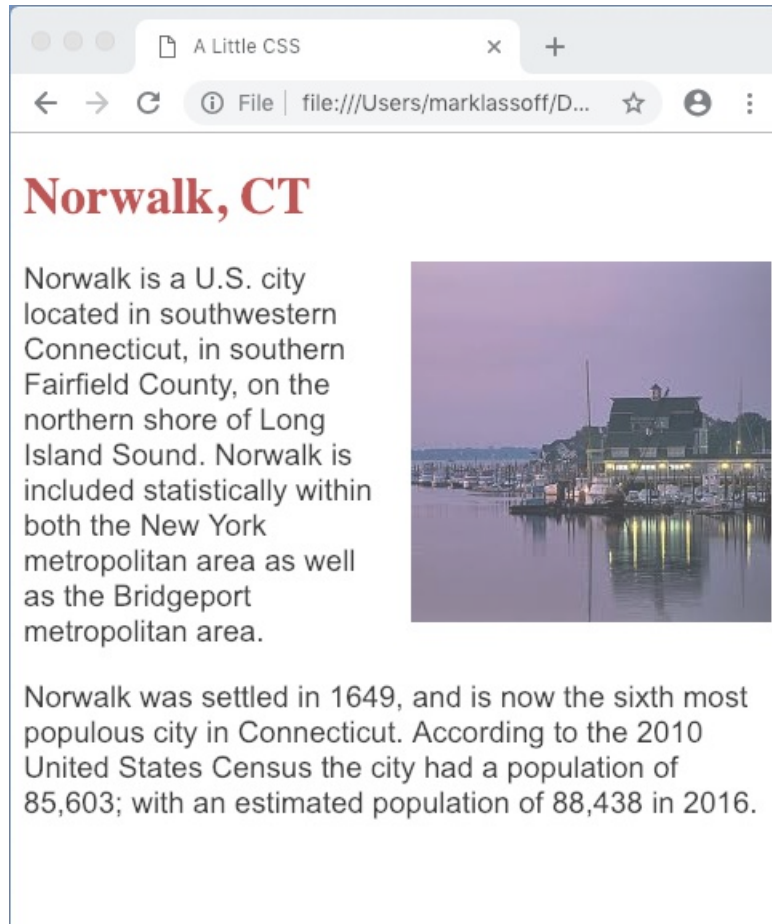 A Little CSS
File file:///Users/marklassoff/D...
Norwalk, CT
Norwalk is a U.S. city
located in southwestern
Connecticut, in southern
Fairfield County, on the
northern shore of Long
Island Sound. Norwalk is
included statistically within
both the New York
metropolitan area as well
as the Bridgeport
metropolitan area.
Norwalk was settled in 1649, and is now the sixth most
populous city in Connecticut. According to the 2010
United States Census the city had a population of
85,603; with an estimated population of 88,438 in 2016.